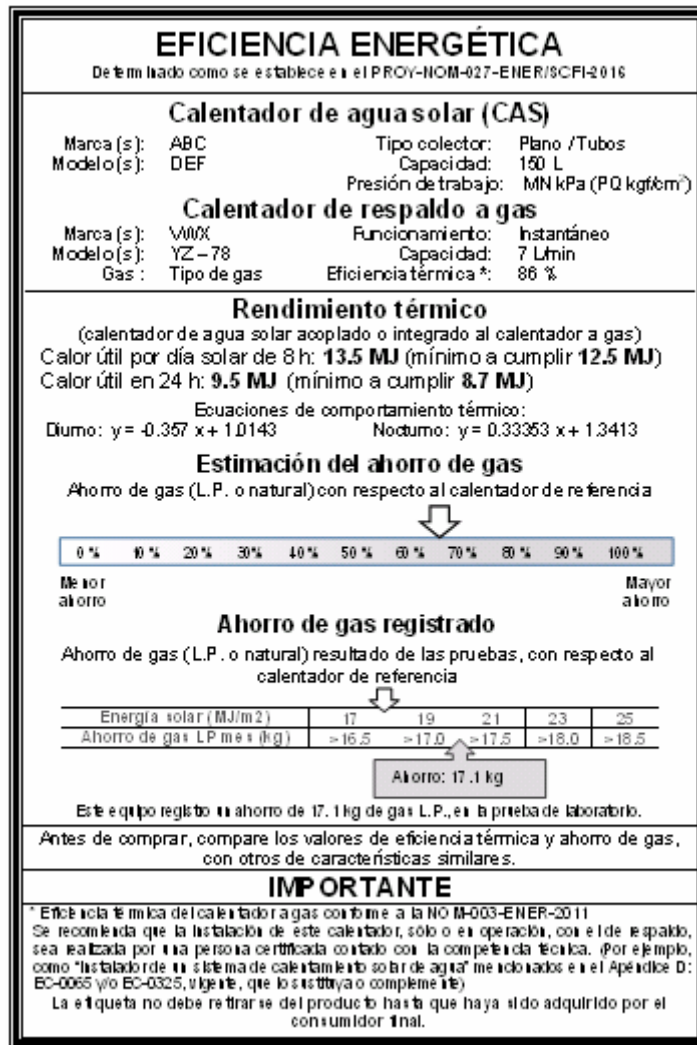 EFICIENCIA ENERGÉTICA
Determinado como se establece en el PROY-NOM-027-ENER/SCFI-2016
Calentador de agua solar (CAS)
Marca(s): ABC Tipo colector: Plano / Tubos
Modelo(s): DEF Capacidad: 150 L
Presión de trabajo: MN kPa (PQ kgf/cm²)
Calentador de respaldo a gas
Marca(s): VWX Funcionamiento: Instantáneo
Modelo(s): YZ – 78 Capacidad: 7 L/min
Gas : Tipo de gas Eficiencia térmica *: 86 %
Rendimiento térmico
(calentador de agua solar acoplado o integrado al calentador a gas)
Calor útil por día solar de 8 h: 13.5 MJ (mínimo a cumplir 12.5 MJ)
Calor útil en 24 h: 9.5 MJ (mínimo a cumplir 8.7 MJ)
Ecuaciones de comportamiento térmico:
Diurno: y = -0.357 x + 1.0143 Nocturno: y = 0.33353 x + 1.3413
Estimación del ahorro de gas
Ahorro de gas (L.P. o natural) con respecto al calentador de referencia
0 % 10 % 20 % 30% 40 % 50 % 60 % 70 % 80 % 90 % 100 %
Menor ahorro Mayor ahorro
Ahorro de gas registrado
Ahorro de gas (L.P. o natural) resultado de las pruebas, con respecto al
calentador de referencia
Energía solar (MJ/m2) 17 19 21 23 25
Ahorro de gas LP mes (kg) >16.5 >17.0 >17.5 >18.0 >18.5
Ahorro: 17.1 kg
Este equipo registro un ahorro de 17.1 kg de gas L.P., en la prueba de laboratorio.
Antes de comprar, compare los valores de eficiencia térmica y ahorro de gas,
con otros de características similares.
IMPORTANTE
* Eficiencia térmica del calentador a gas conforme a la NOM-003-ENER-2011
Se recomienda que la instalación de este calentador, sólo o en operación, con el de respaldo,
sea realizada por una persona certificada contado con la competencia técnica. (Por ejemplo,
como "Instalador de un sistema de calentamiento solar de agua" mencionados en el Apéndice D:
EC-0065 y/o EC-0325, vigente, que los sustituya o complemente)
La etiqueta no debe retirarse del producto hasta que haya sido adquirido por el
consumidor final.